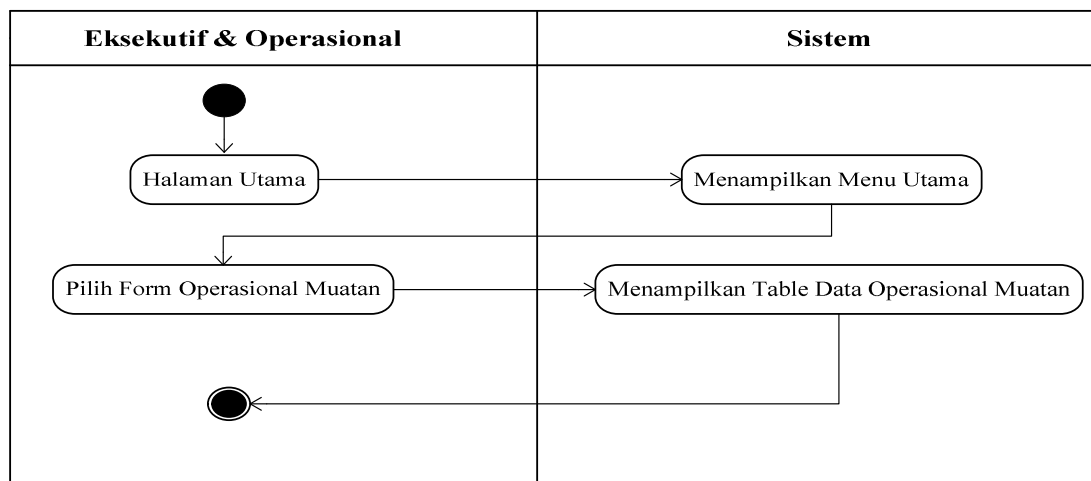 Eksekutif & Operasional
Sistem
Halaman Utama
Menampilkan Menu Utama
Pilih Form Operasional Muatan
Menampilkan Table Data Operasional Muatan